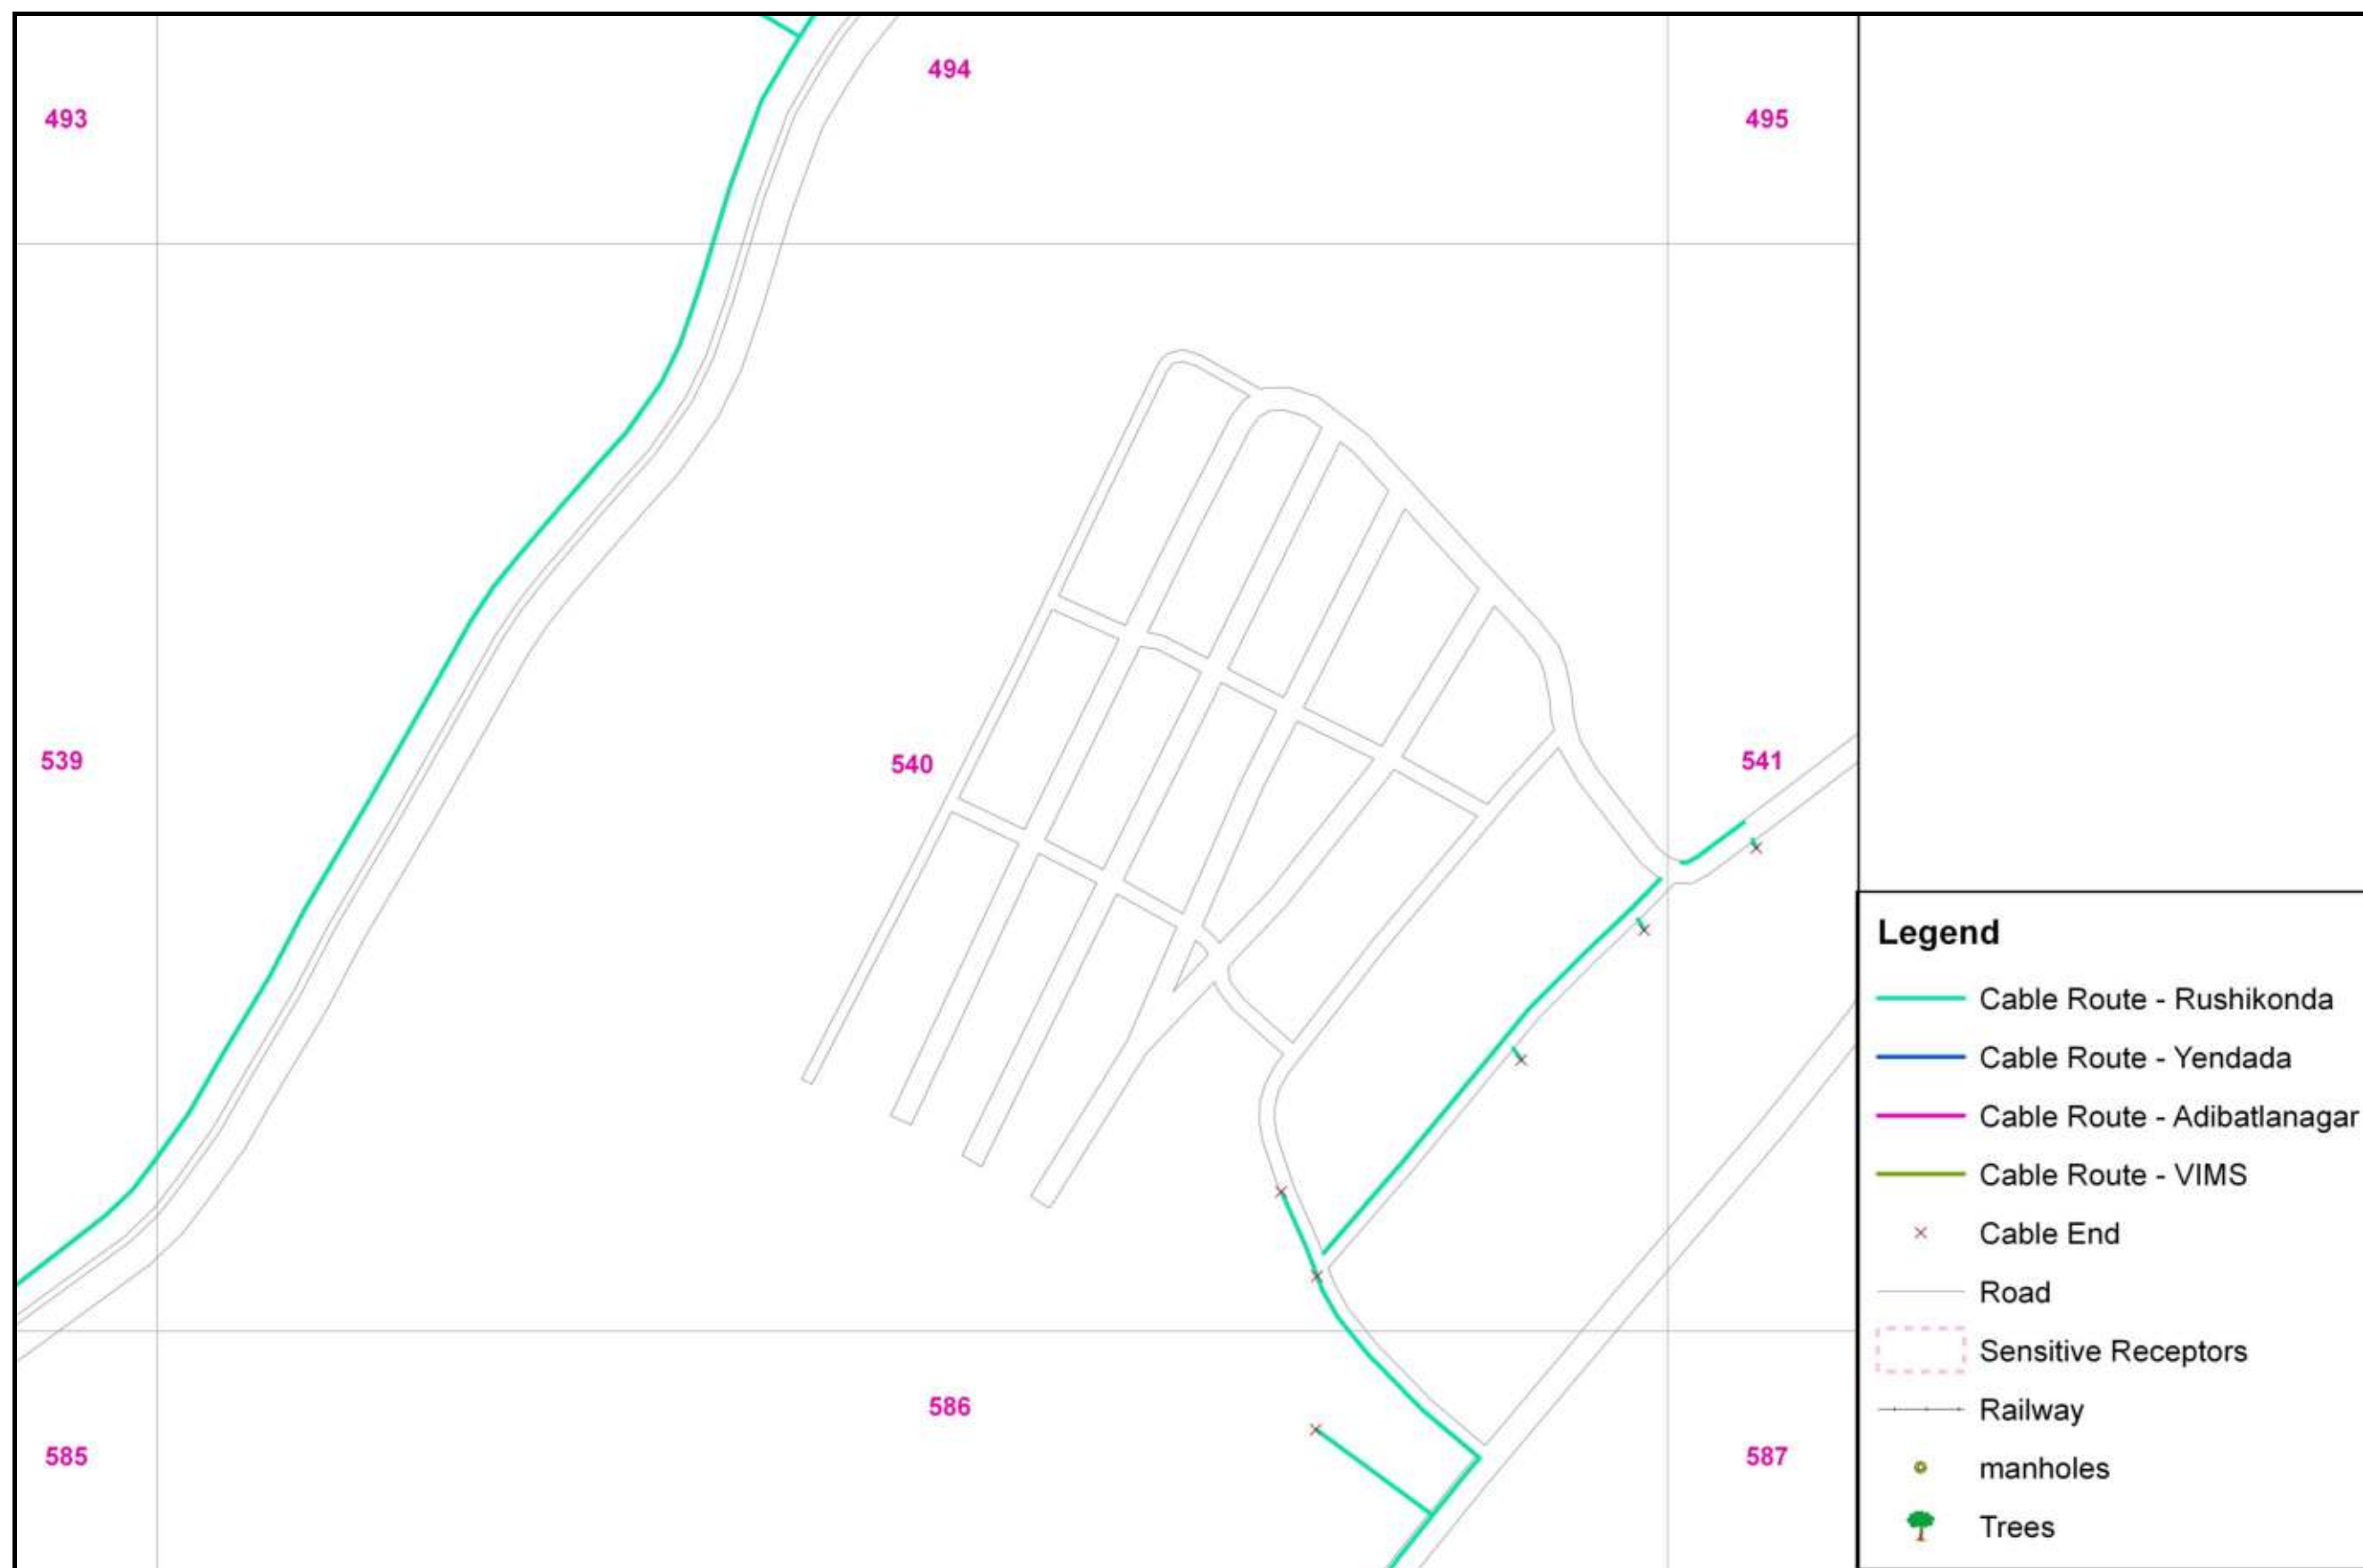 494
493
495
539
540
541
586
585
587
Legend
Cable Route - Rushikonda
Cable Route - Yendada
Cable Route - Adibatlanagar
Cable Route - VIMS
Cable End
Road
Sensitive Receptors
Railway
manholes
Trees